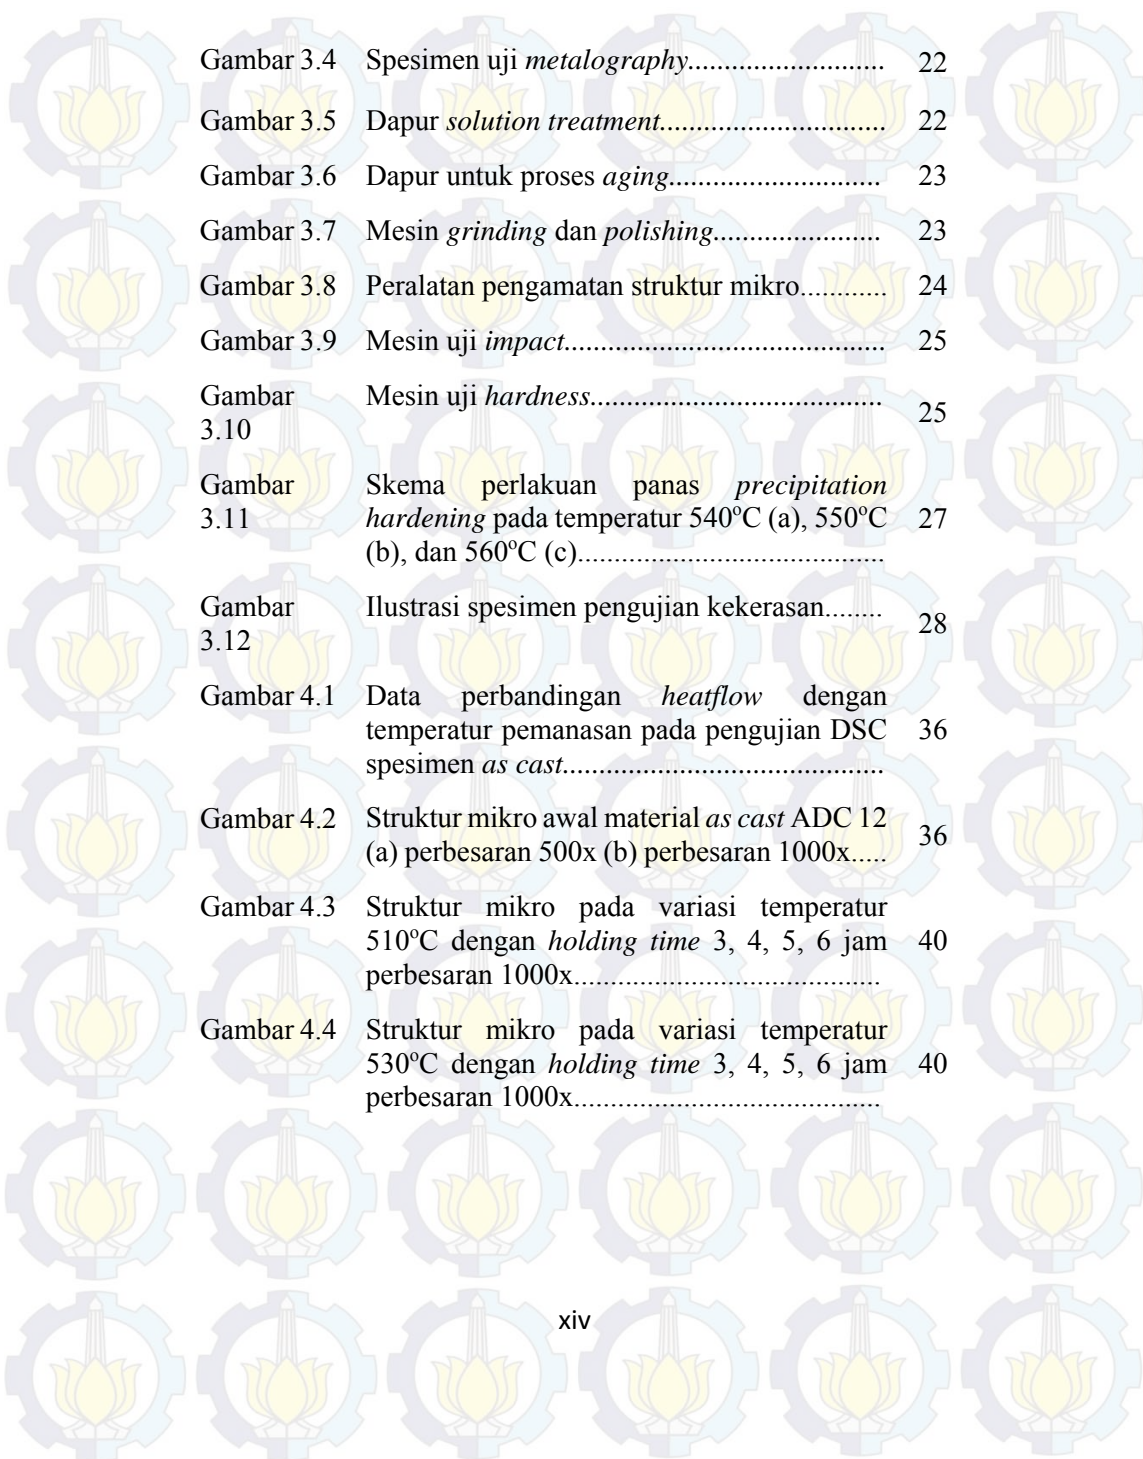 Gambar 3.4 Spesimen uji metalography........................... 22
Gambar 3.5 Dapur solution treatment............................... 22
Gambar 3.6 Dapur untuk proses aging............................. 23
Gambar 3.7 Mesin grinding dan polishing....................... 23
Gambar 3.8 Peralatan pengamatan struktur mikro............ 24
Gambar 3.9 Mesin uji impact............................................ 25
Gambar Mesin uji hardness........................................ 25
3.10
Gambar Skema perlakuan panas precipitation
3.11 hardening pada temperatur 540ºC (a), 550ºC 27
(b), dan 560ºC (c)..........................................
Gambar Ilustrasi spesimen pengujian kekerasan........ 28
3.12
Gambar 4.1 Data perbandingan heatflow dengan
temperatur pemanasan pada pengujian DSC 36
spesimen as cast............................................
Gambar 4.2 Struktur mikro awal material as cast ADC 12 36
(a) perbesaran 500x (b) perbesaran 1000x.....
Gambar 4.3 Struktur mikro pada variasi temperatur
510ºC dengan holding time 3, 4, 5, 6 jam 40
perbesaran 1000x..........................................
Gambar 4.4 Struktur mikro pada variasi temperatur
530ºC dengan holding time 3, 4, 5, 6 jam 40
perbesaran 1000x..........................................
xiv